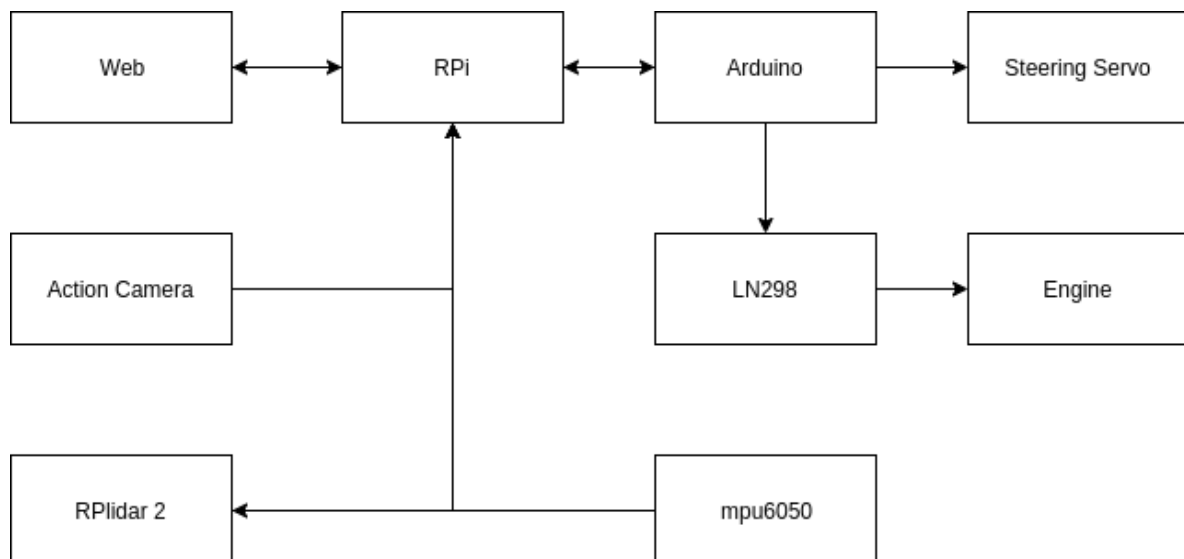 Web
RPi
Arduino
Steering Servo
Action Camera
LN298
Engine
RPlidar 2
mpu6050